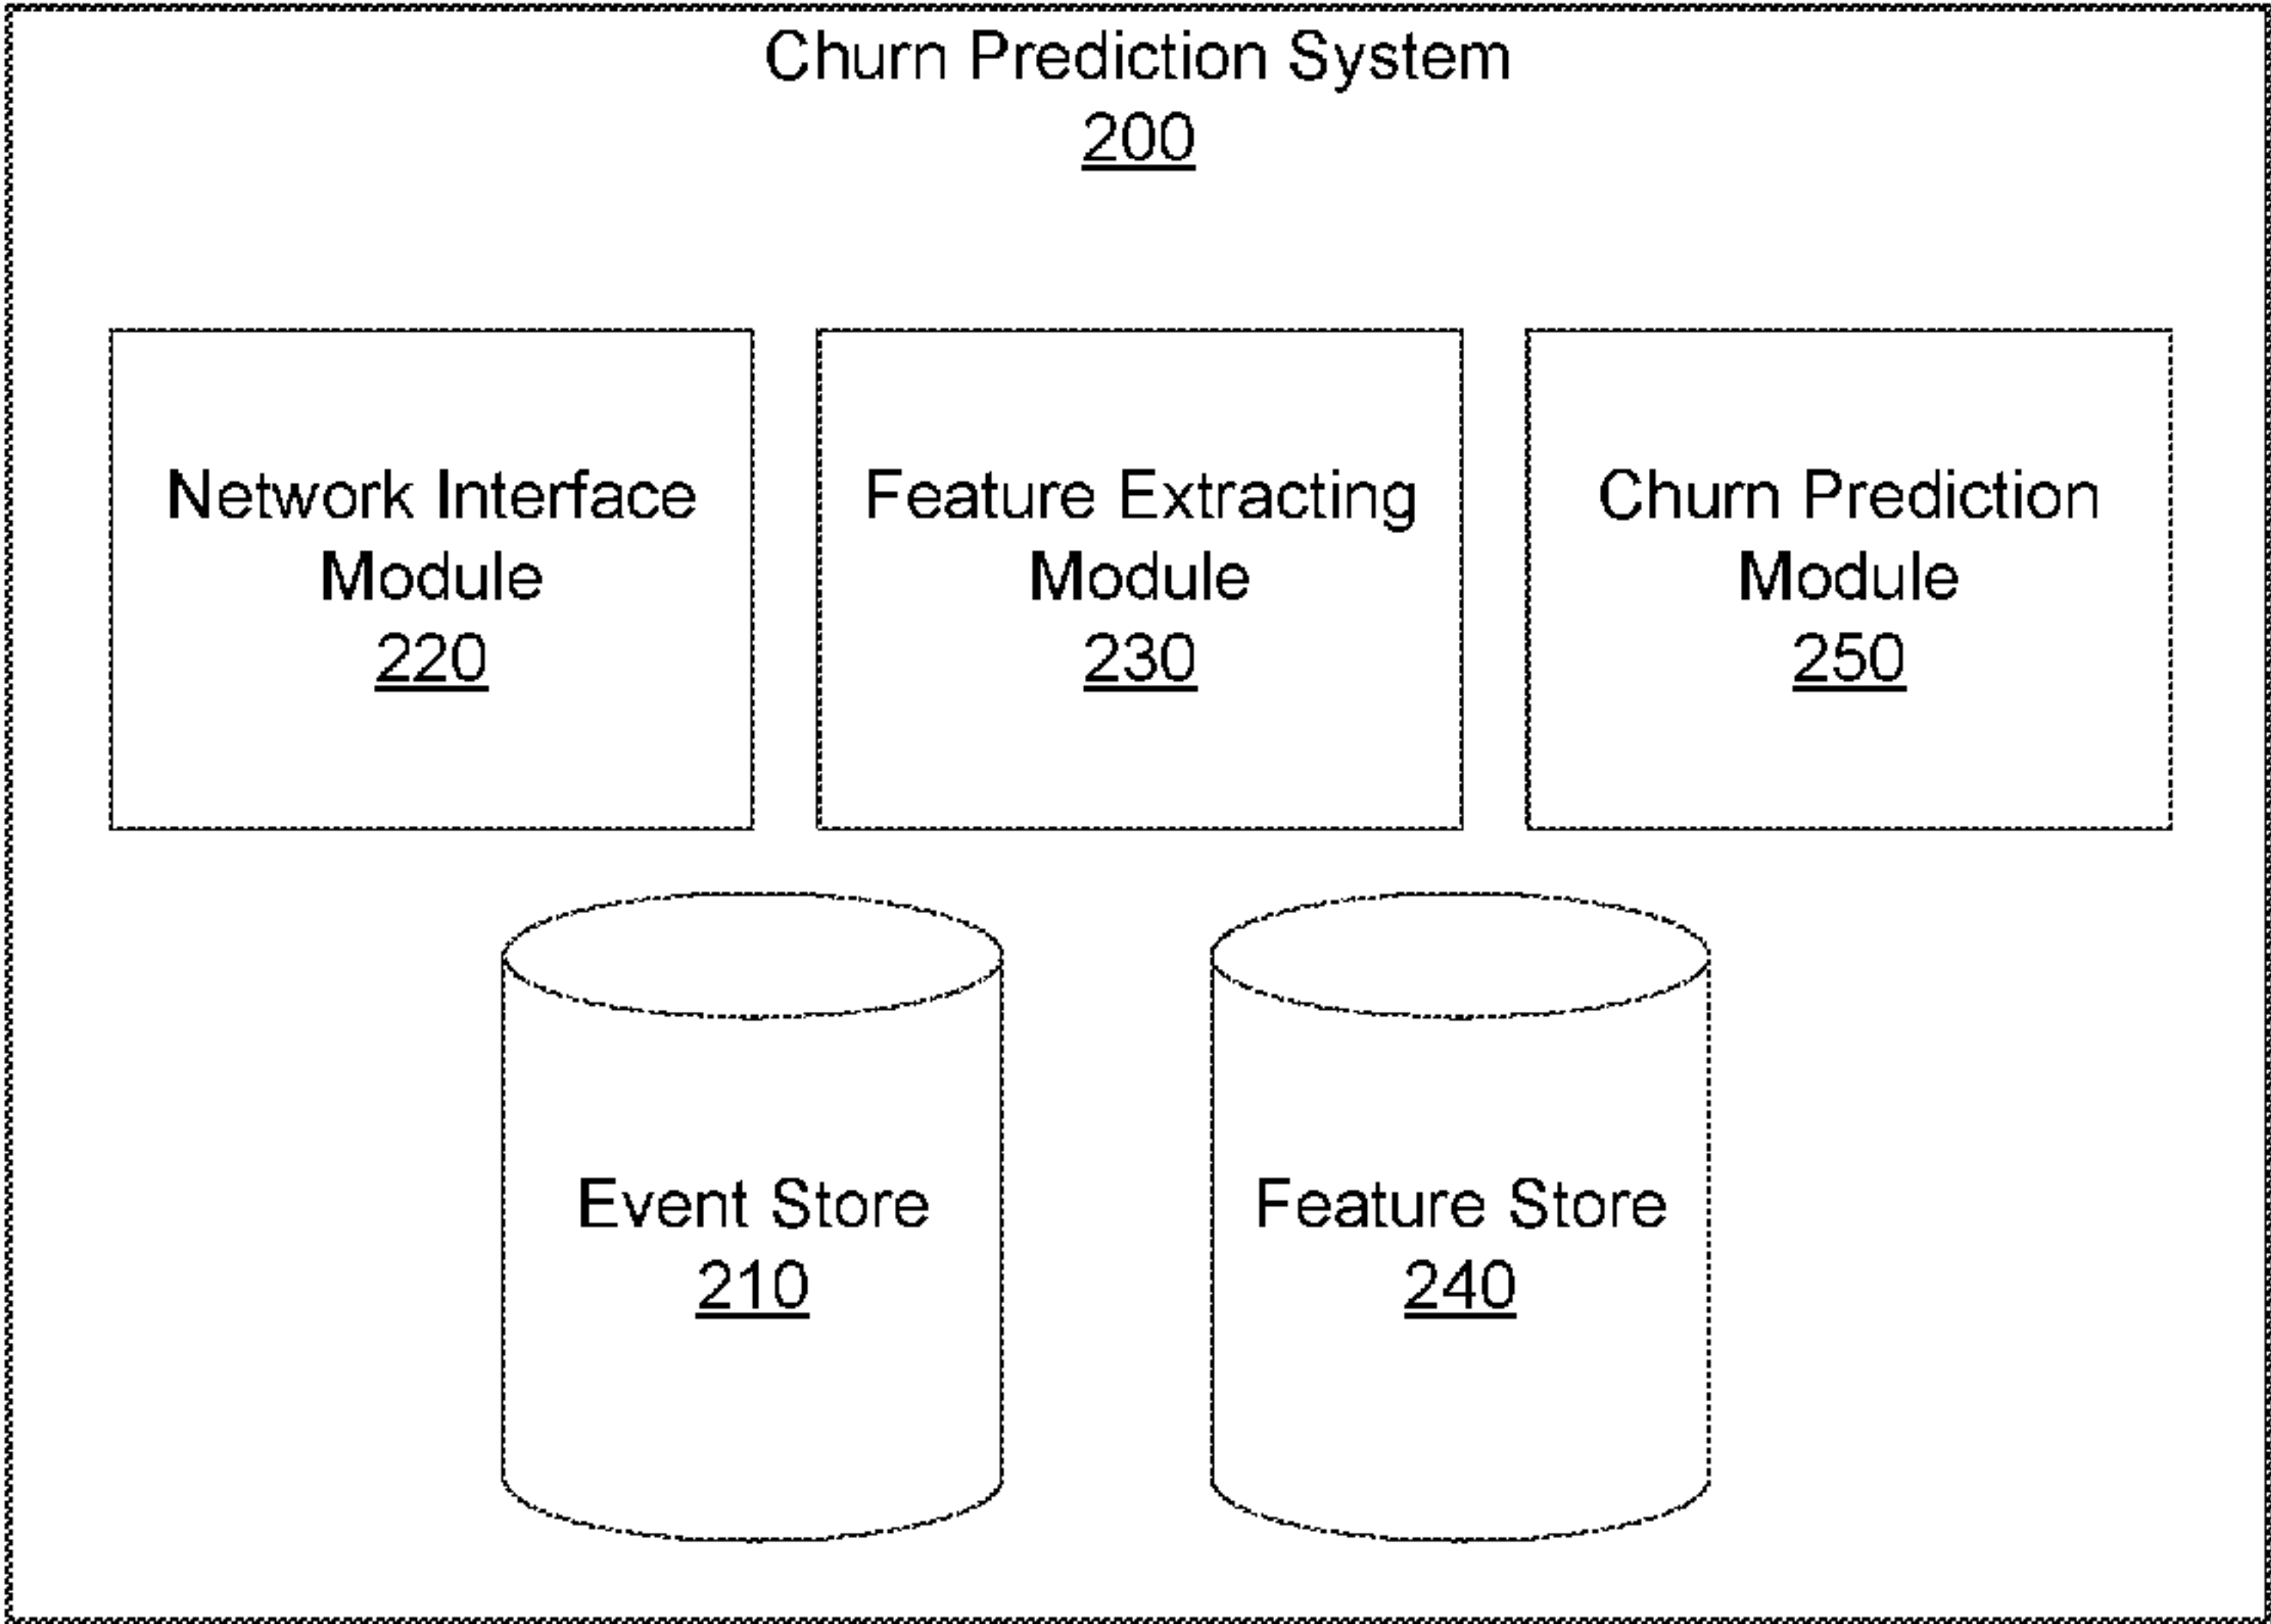 Churn Prediction System
200
Network Interface
Module
220
Feature Extracting
Module
230
Churn Prediction
Module
250
Event Store
210
Feature Store
240